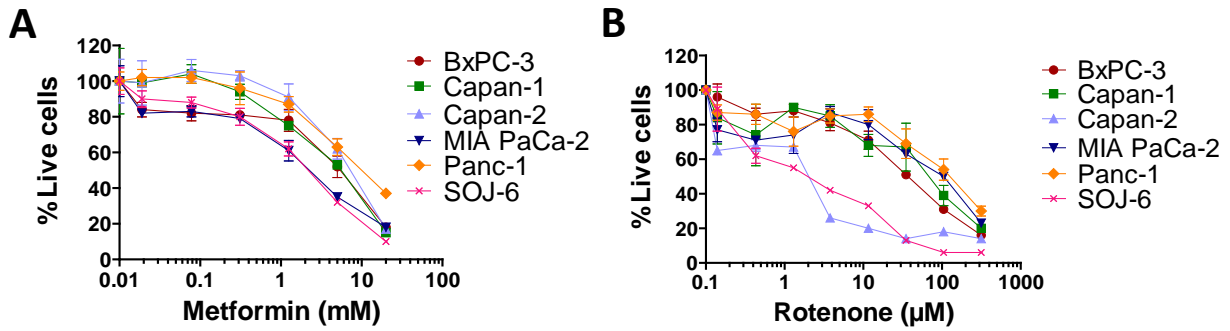 A
%Live cells
120
100
80
60
40
20
0
0.01
0.1
1
10
100
Metformin (mM)
BxPC-3
Capan-1
Capan-2
MIA PaCa-2
Panc-1
SOJ-6
B
%Live cells
120
100
80
60
40
20
0
0.1
1
10
100
1000
Rotenone (µM)
BxPC-3
Capan-1
Capan-2
MIA PaCa-2
Panc-1
SOJ-6